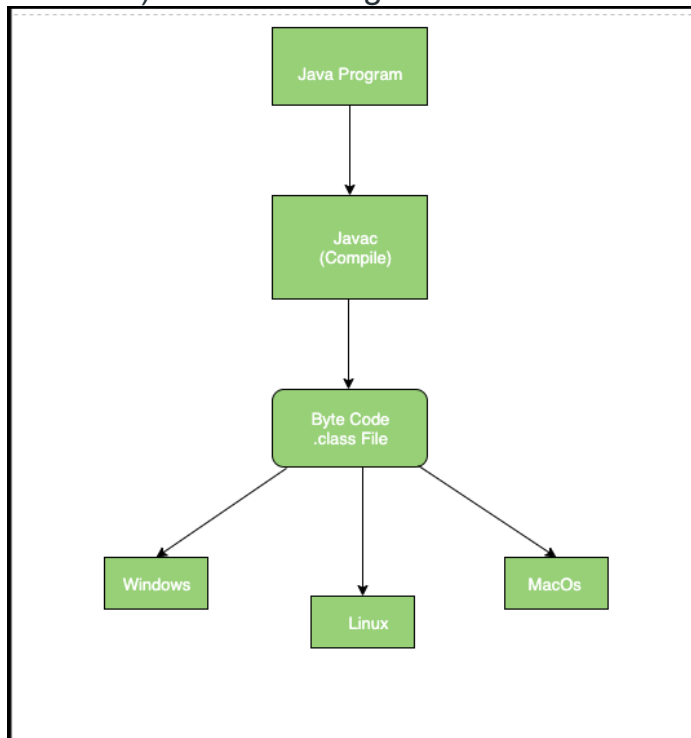 Java Program
Javac
(Compile)
Byte Code
.class File
Windows
MacOs
Linux